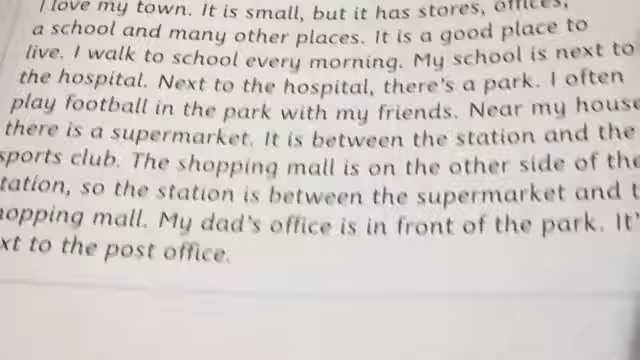 I love my town. It is small, but it has stores, offices,
a school and many other places. It is a good place to
live. I walk to school every morning. My school is next to
the hospital. Next to the hospital, there's a park. I often
play football in the park with my friends. Near my house
there is a supermarket. It is between the station and the
sports club. The shopping mall is on the other side of the
tation, so the station is between the supermarket and t
hopping mall. My dad's office is in front of the park. It'
xt to the post office.